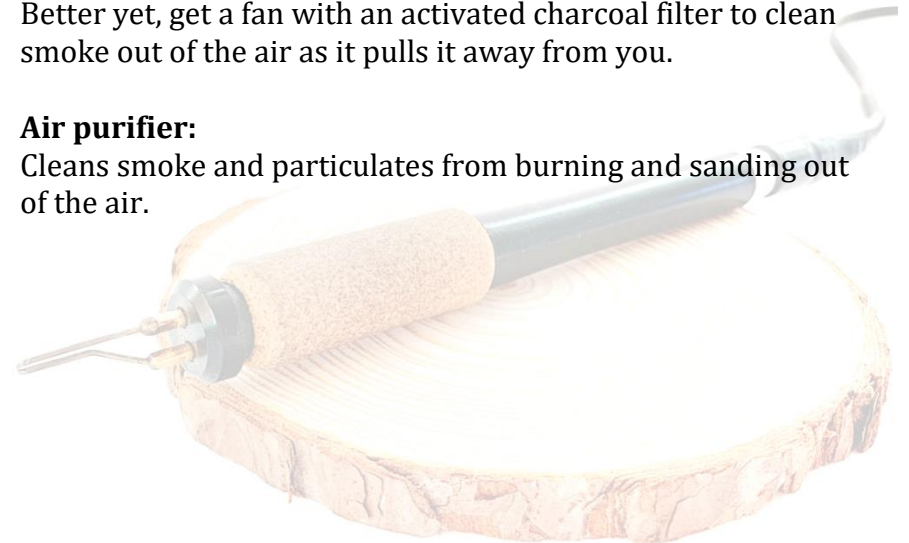 Better yet, get a fan with an activated charcoal filter to clean
smoke out of the air as it pulls it away from you.
Air purifier:
Cleans smoke and particulates from burning and sanding out
of the air.